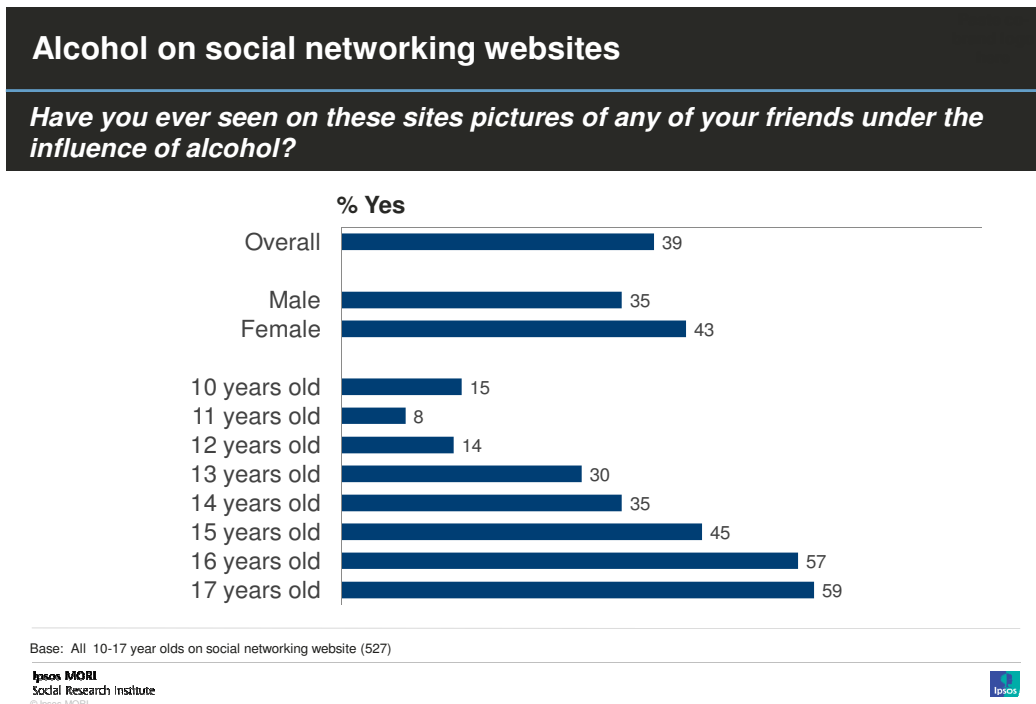 Alcohol on social networking websites
Have you ever seen on these sites pictures of any of your friends under the
influence of alcohol?
% Yes
Overall 39
Male 35
Female 43
10 years old 15
11 years old 8
12 years old 14
13 years old 30
14 years old 35
15 years old 45
16 years old 57
17 years old 59
Base: All 10-17 year olds on social networking website (527)
Ipsos MORI
Social Research Institute
© Ipsos MORI
Ipsos